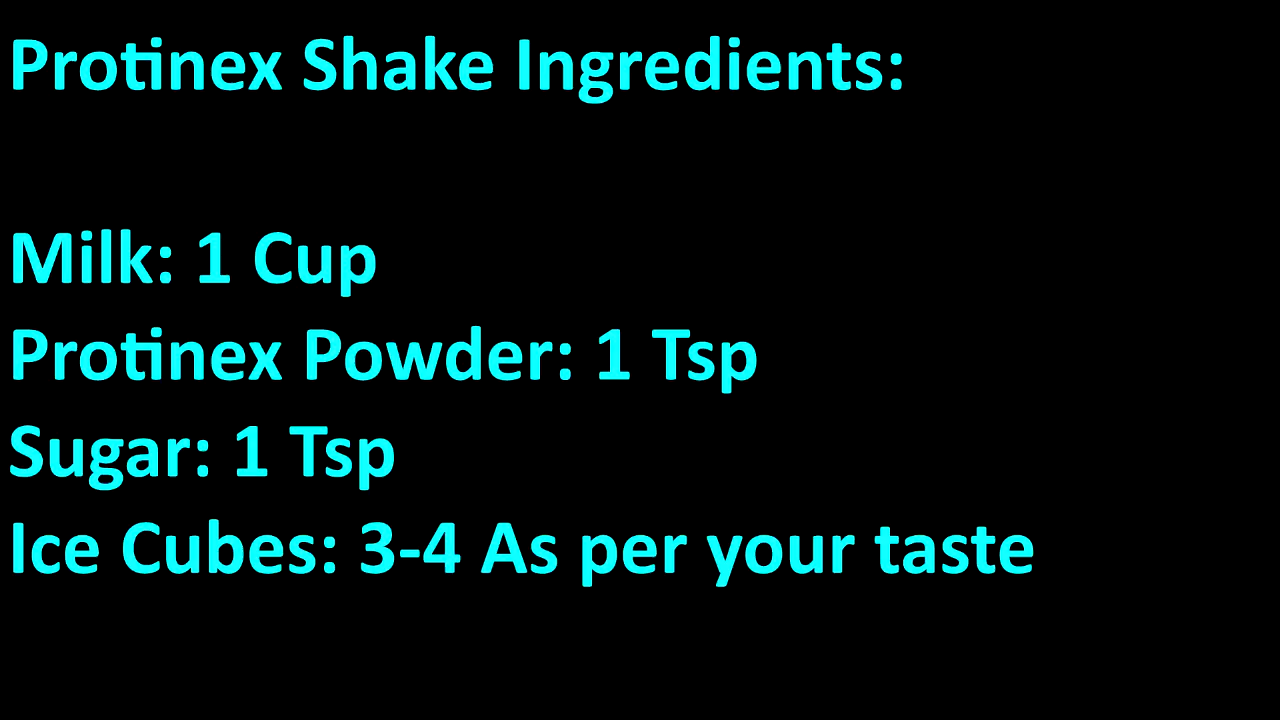 Protinex Shake Ingredients:
Milk: 1 Cup
Protinex Powder: 1 Tsp
Sugar: 1 Tsp
Ice Cubes: 3-4 As per your taste